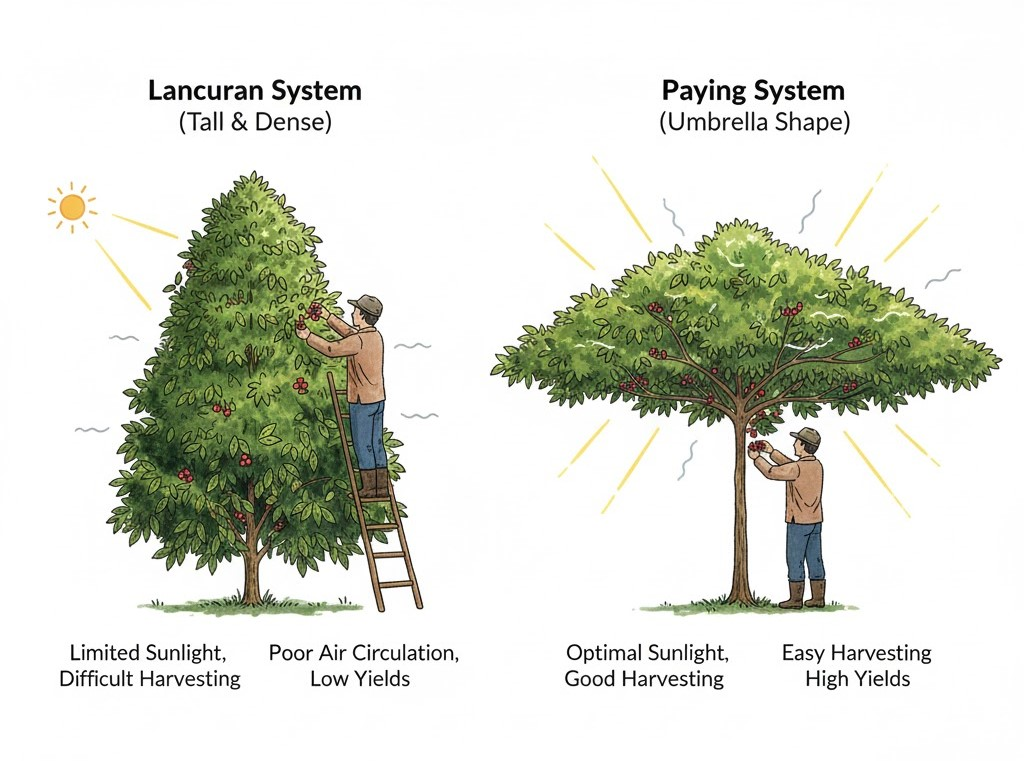 Lancuran System
(Tall & Dense)
Paying System
(Umbrella Shape)
Limited Sunlight,
Difficult Harvesting
Poor Air Circulation,
Low Yields
Optimal Sunlight,
Good Harvesting
Easy Harvesting
High Yields